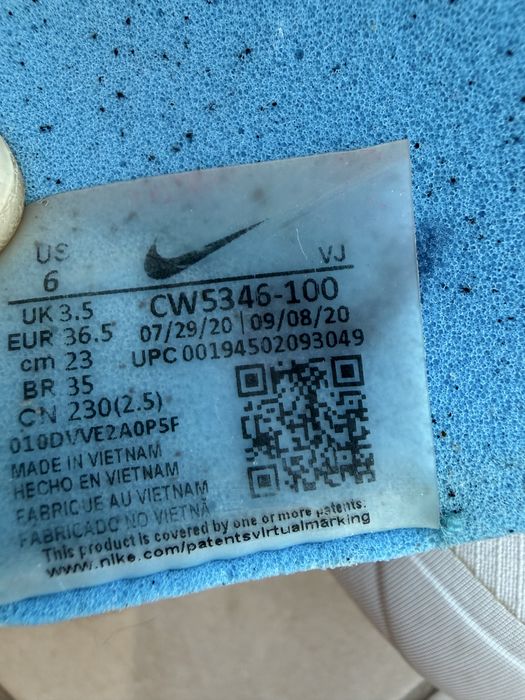 US
6
VJ
UK 3.5
EUR 36.5
cm 23
BR 35
CN 230(2.5)
CW5346-100
07/29/20 | 09/08/20
UPC 00194502093049
MADE IN VIETNAM
HECHO EN VIETNAM
FABRIQUE AU VIETNAM
FABRICADO NO VIETNÃ
This product is covered by one or more patents.
www.nike.com/patentsvirtualmarking